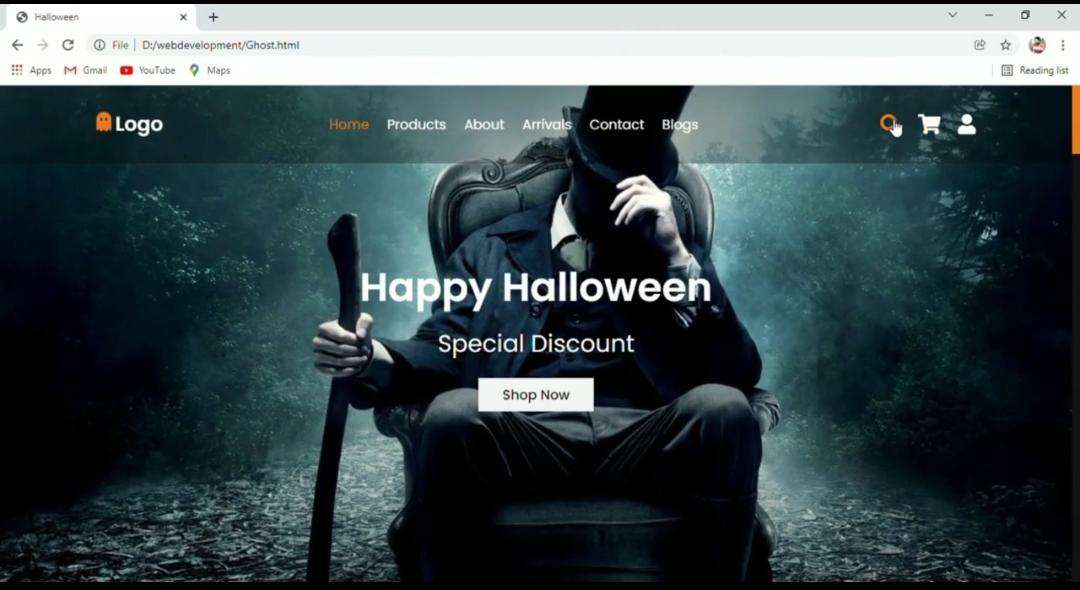 Halloween
File D:/webdevelopment/Ghost.html
Apps Gmail YouTube Maps Reading list
Logo Home Products About Arrivals Contact Blogs
Happy Halloween
Special Discount
Shop Now